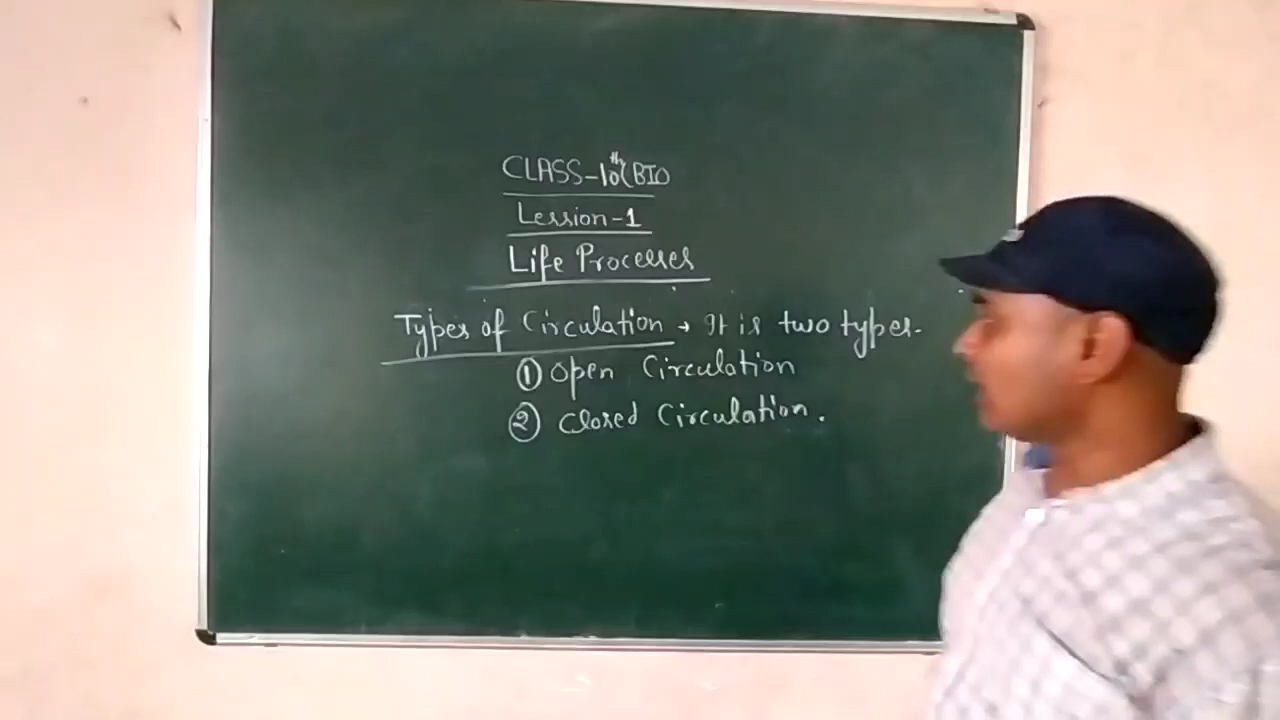 CLASS-10th(BIO
Lession-1
Life Processes
Types of Circulation → It is two types.
① Open Circulation
② Closed Circulation.